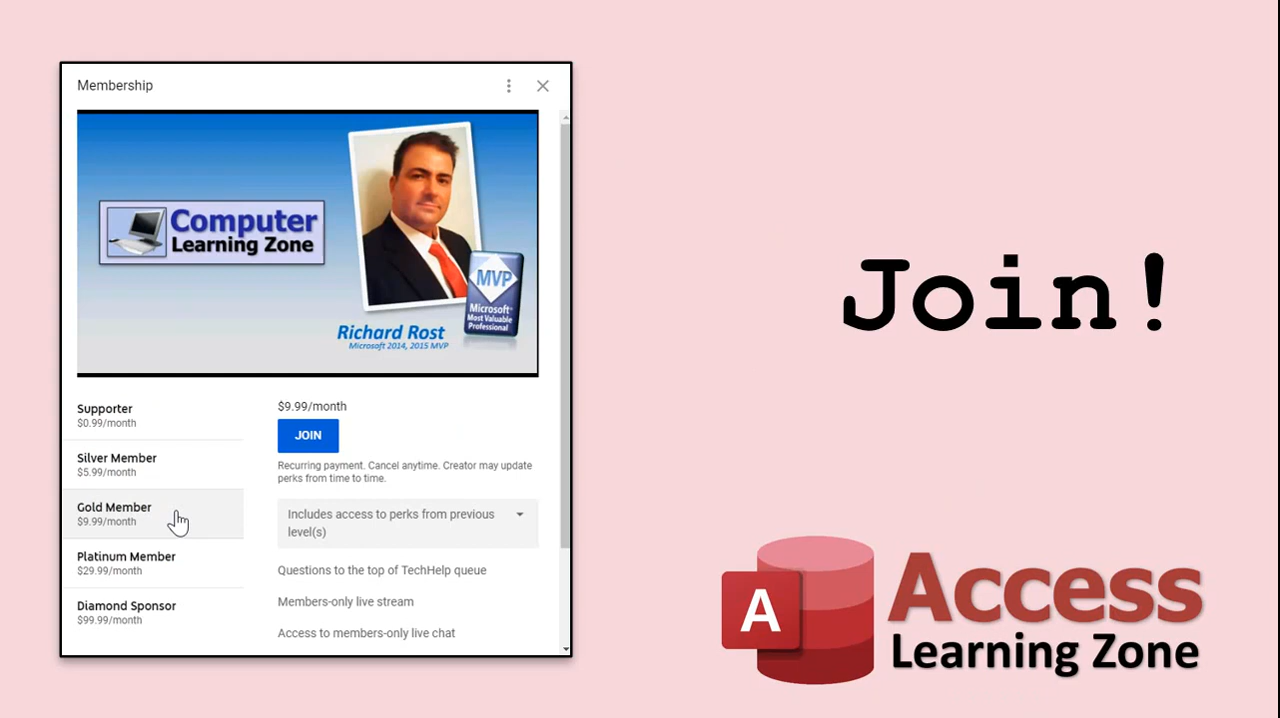 Membership
Computer
Learning Zone
MVP
Microsoft®
Most Valuable
Professional
Richard Rost
Microsoft 2014, 2015 MVP
Supporter
$0.99/month
Silver Member
$5.99/month
Gold Member
$9.99/month
Platinum Member
$29.99/month
Diamond Sponsor
$99.99/month
$9.99/month
JOIN
Recurring payment. Cancel anytime. Creator may update
perks from time to time.
Includes access to perks from previous
level(s)
Questions to the top of TechHelp queue
Members-only live stream
Access to members-only live chat
Join!
A
Access
Learning Zone